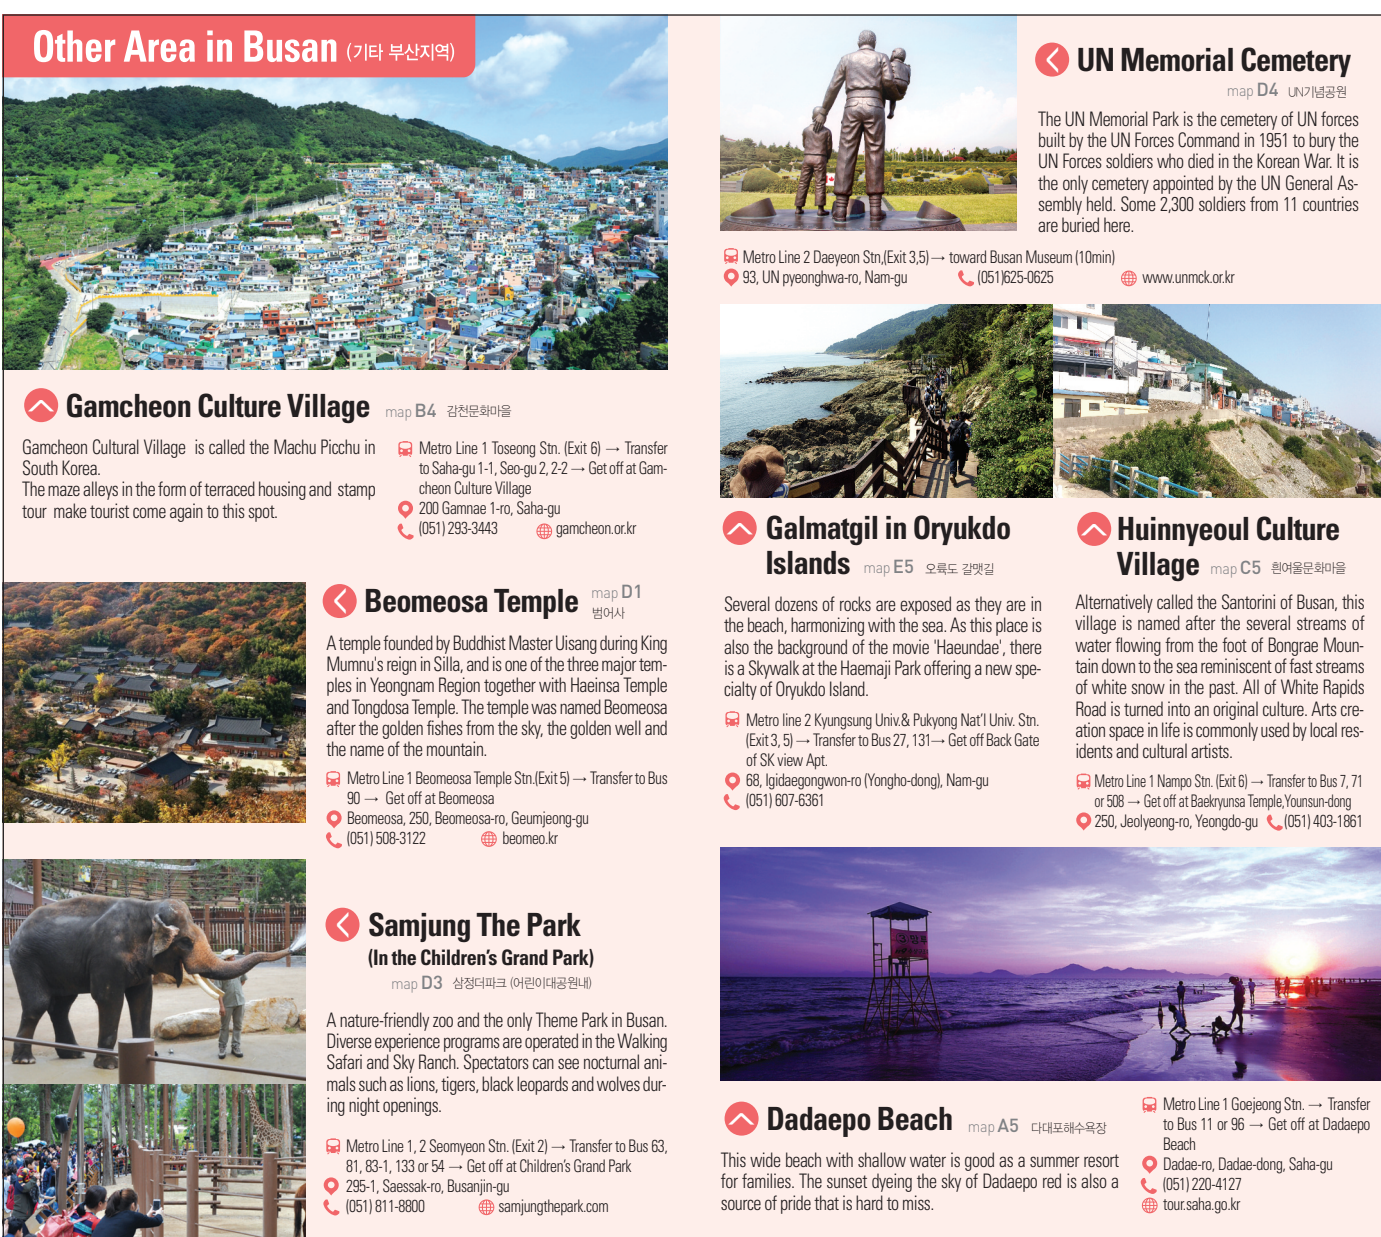 Other Area in Busan (기타 부산지역)
Gamcheon Culture Village map B4 감천문화마을
Gamcheon Cultural Village is called the Machu Picchu in
South Korea.
The maze alleys in the form of terraced housing and stamp
tour make tourist come again to this spot.
Metro Line 1 Toseong Stn. (Exit 6) → Transfer
to Saha-gu 1-1, Seo-gu 2, 2-2 → Get off at Gam-
cheon Culture Village
200 Gamnae 1-ro, Saha-gu
(051) 293-3443 gamcheon.or.kr
Beomeosa Temple map D1
범어사
A temple founded by Buddhist Master Uisang during King
Mumnu's reign in Silla, and is one of the three major tem-
ples in Yeongnam Region together with Haeinsa Temple
and Tongdosa Temple. The temple was named Beomeosa
after the golden fishes from the sky, the golden well and
the name of the mountain.
Metro Line 1 Beomeosa Temple Stn.(Exit 5) → Transfer to Bus
90 → Get off at Beomeosa
Beomeosa, 250, Beomeosa-ro, Geumjeong-gu
(051) 508-3122 beomeo.kr
Samjung The Park
(In the Children's Grand Park)
map D3 삼정더파크 (어린이대공원내)
A nature-friendly zoo and the only Theme Park in Busan.
Diverse experience programs are operated in the Walking
Safari and Sky Ranch. Spectators can see nocturnal ani-
mals such as lions, tigers, black leopards and wolves dur-
ing night openings.
Metro Line 1, 2 Seomyeon Stn. (Exit 2) → Transfer to Bus 63,
81, 83-1, 133 or 54 → Get off at Children's Grand Park
295-1, Saessak-ro, Busanjin-gu
(051) 811-8800 samjungthepark.com
UN Memorial Cemetery
map D4 UN기념공원
The UN Memorial Park is the cemetery of UN forces
built by the UN Forces Command in 1951 to bury the
UN Forces soldiers who died in the Korean War. It is
the only cemetery appointed by the UN General As-
sembly held. Some 2,300 soldiers from 11 countries
are buried here.
Metro Line 2 Daeyeon Stn,(Exit 3,5) → toward Busan Museum (10min)
93, UN pyeonghwa-ro, Nam-gu (051)625-0625 www.unmck.or.kr
Galmatgil in Oryukdo
Islands map E5 오륙도 갈맷길
Several dozens of rocks are exposed as they are in
the beach, harmonizing with the sea. As this place is
also the background of the movie 'Haeundae', there
is a Skywalk at the Haemaji Park offering a new spe-
cialty of Oryukdo Island.
Metro line 2 Kyungsung Univ.& Pukyong Nat'l Univ. Stn.
(Exit 3, 5) → Transfer to Bus 27, 131→ Get off Back Gate
of SK view Apt.
68, Igidaegongwon-ro (Yongho-dong), Nam-gu
(051) 607-6361
Huinnyeoul Culture
Village map C5 흰여울문화마을
Alternatively called the Santorini of Busan, this
village is named after the several streams of
water flowing from the foot of Bongrae Moun-
tain down to the sea reminiscent of fast streams
of white snow in the past. All of White Rapids
Road is turned into an original culture. Arts cre-
ation space in life is commonly used by local res-
idents and cultural artists.
Metro Line 1 Nampo Stn. (Exit 6) → Transfer to Bus 7, 71
or 508 → Get off at Baekryunsa Temple,Younsun-dong
250, Jeolyeong-ro, Yeongdo-gu (051) 403-1861
Dadaepo Beach map A5 다대포해수욕장
This wide beach with shallow water is good as a summer resort
for families. The sunset dyeing the sky of Dadaepo red is also a
source of pride that is hard to miss.
Metro Line 1 Goejeong Stn. → Transfer
to Bus 11 or 96 → Get off at Dadaepo
Beach
Dadae-ro, Dadae-dong, Saha-gu
(051) 220-4127
tour.saha.go.kr